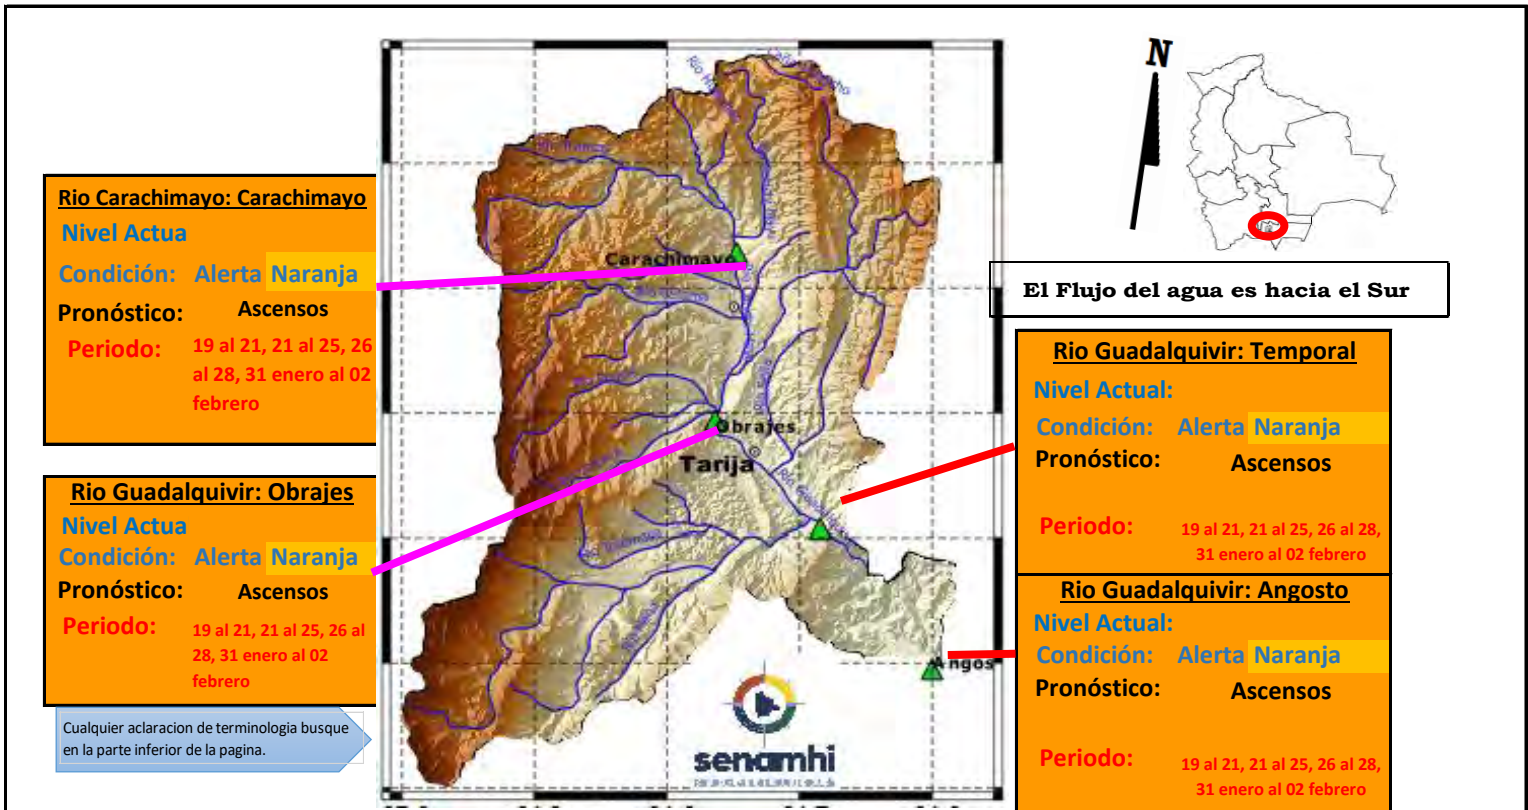 Rio Carachimayo: Carachimayo
Nivel Actua
Condición: Alerta Naranja
Pronóstico: Ascensos
Periodo: 19 al 21, 21 al 25, 26
al 28, 31 enero al 02
febrero
Rio Guadalquivir: Obrajes
Nivel Actua
Condición: Alerta Naranja
Pronóstico: Ascensos
Periodo: 19 al 21, 21 al 25, 26 al
28, 31 enero al 02
febrero
Cualquier aclaracion de terminologia busque
en la parte inferior de la pagina.
Carachimayo
Obrajes
Tarija
Angos
senamhi
N
El Flujo del agua es hacia el Sur
Rio Guadalquivir: Temporal
Nivel Actual:
Condición: Alerta Naranja
Pronóstico: Ascensos
Periodo: 19 al 21, 21 al 25, 26 al 28,
31 enero al 02 febrero
Rio Guadalquivir: Angosto
Nivel Actual:
Condición: Alerta Naranja
Pronóstico: Ascensos
Periodo: 19 al 21, 21 al 25, 26 al 28,
31 enero al 02 febrero